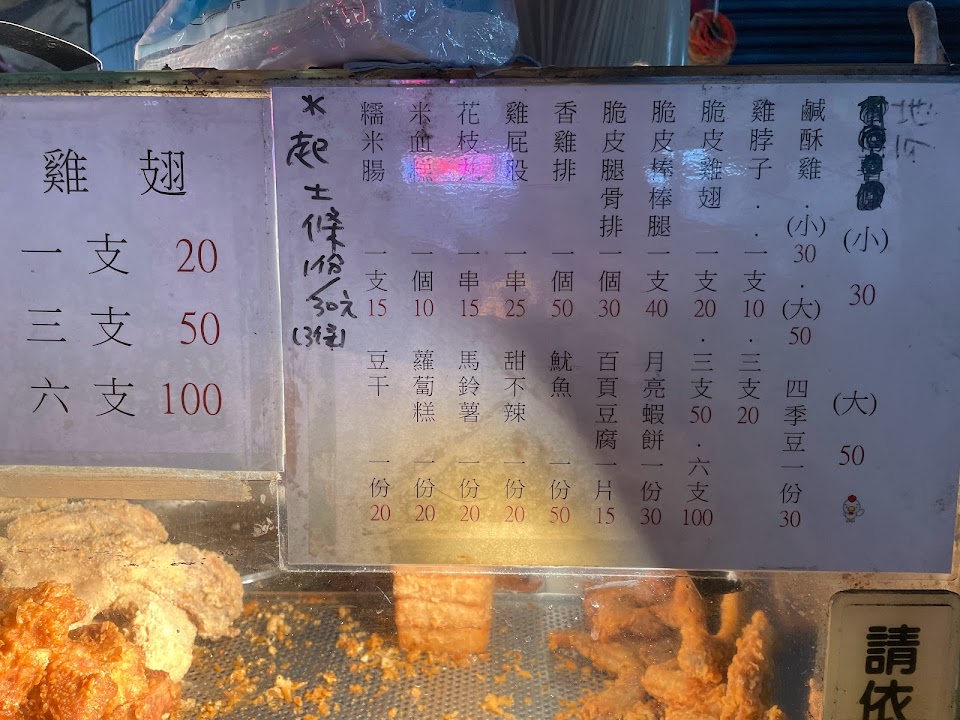 雞翅
一支 20
三支 50
六支 100
地瓜
(小) 30
(大) 50
鹹酥雞.(小) 30.(大) 50
四季豆一份 30
雞脖子..一支 10.三支 20
脆皮雞翅 一支 20.三支 50.六支 100
脆皮棒棒腿 一支 40
月亮蝦餅一份 30
脆皮腿骨排 一個 30
百頁豆腐一片 15
香雞排 一個 50
魷魚 一份 50
雞屁股 一串 25
甜不辣 一份 20
花枝丸 一串 15
馬鈴薯 一份 20
米血糕 一個 10
蘿蔔糕 一份 20
糯米腸 一支 15
豆干 一份 20
起士條1份/30元(3條)
請依